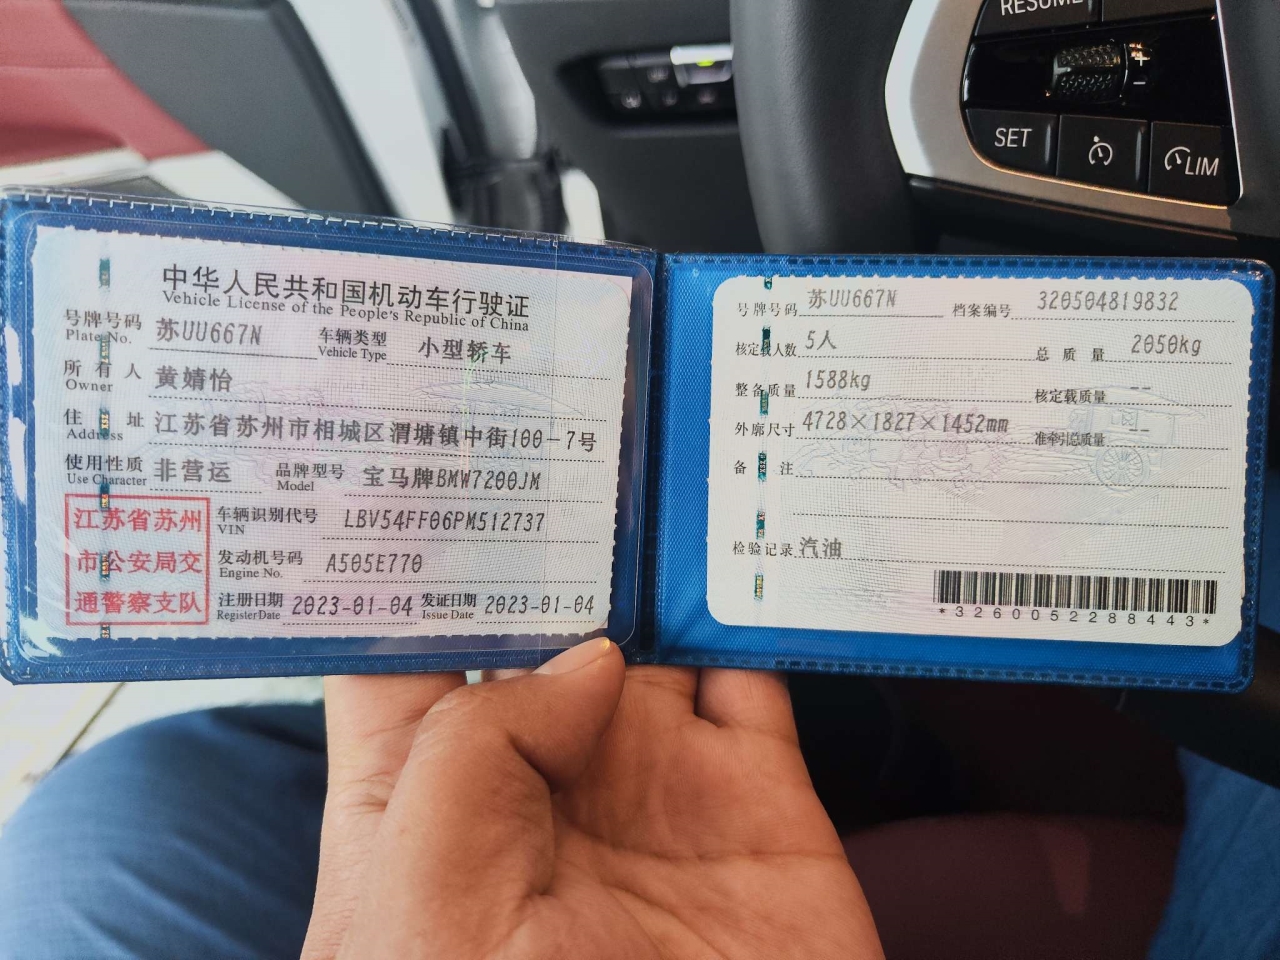 RESUME
+
-
SET
LIM
中华人民共和国机动车行驶证
Vehicle License of the People's Republic of China
号牌号码 苏UU667N 车辆类型 小型轿车
Plate No. Vehicle Type
所有人 黄婧怡
Owner
住址 江苏省苏州市相城区渭塘镇中街100-7号
Address
使用性质 非营运 品牌型号 宝马牌BMW7200JM
Use Character Model
江苏省苏州
市公安局交
通警察支队
车辆识别代号 LBV54FF06PM512737
VIN
发动机号码 A505E770
Engine No.
注册日期 2023-01-04 发证日期 2023-01-04
Register Date Issue Date
号牌号码 苏UU667N 档案编号 320504819832
核定载人数 5人 总质量 2050kg
整备质量 1588kg 核定载质量 --
外廓尺寸 4728×1827×1452mm 准牵引总质量 --
备注
检验记录 汽油
*3260052288443*